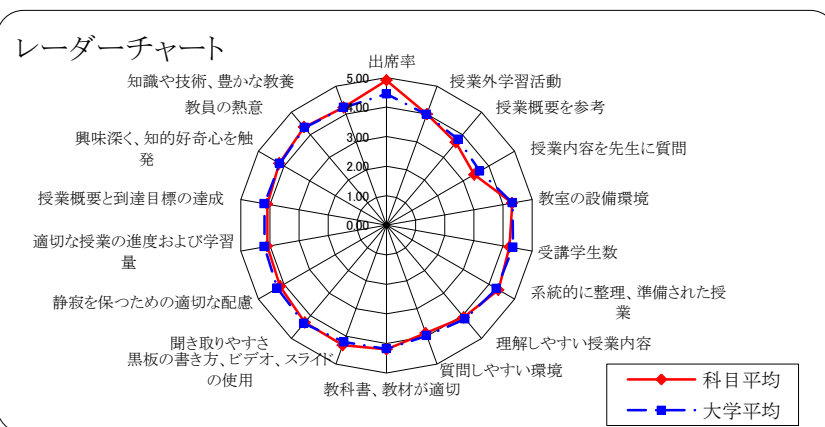 レーダーチャート
出席率
授業外学習活動
授業概要を参考
授業内容を先生に質問
教室の設備環境
受講学生数
系統的に整理、準備された授
業
理解しやすい授業内容
質問しやすい環境
教科書、教材が適切
黒板の書き方、ビデオ、スライド
の使用
聞き取りやすさ
静寂を保つための適切な配慮
適切な授業の進度および学習
量
授業概要と到達目標の達成
興味深く、知的好奇心を触
発
教員の熱意
知識や技術、豊かな教養
5.00
4.00
3.00
2.00
1.00
0.00
科目平均
大学平均